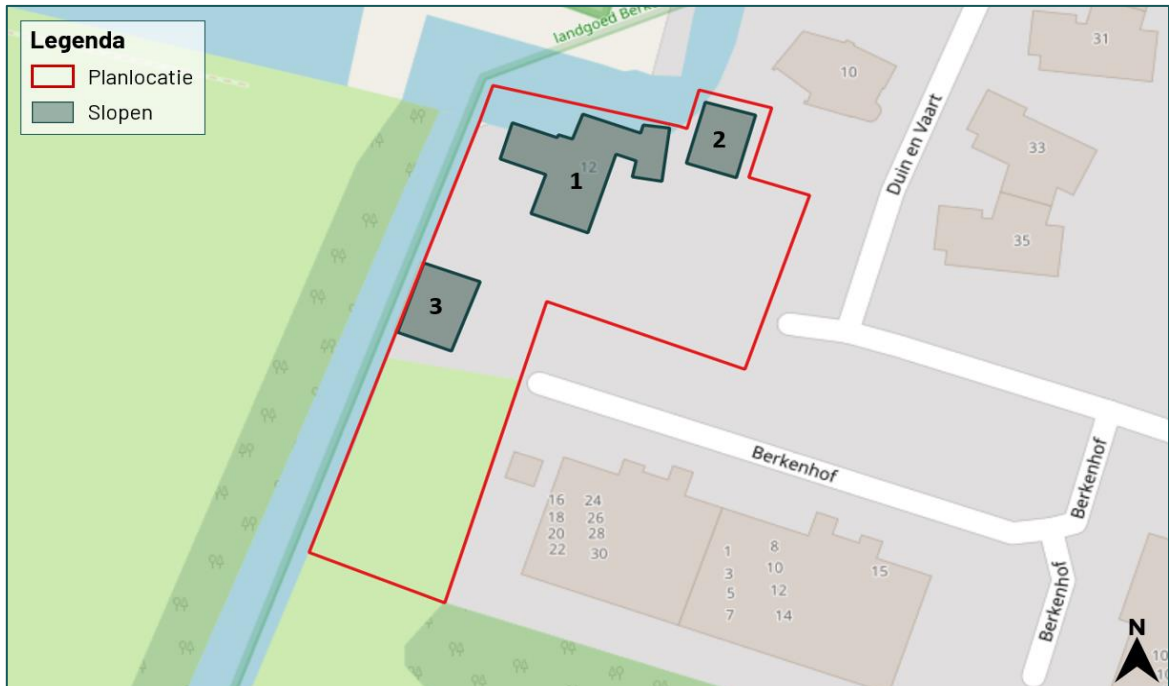 Legenda
Planlocatie
Slopen
landgoed Berk
31
10
2
Duin en Vaart
33
12
1
35
3
Berkenhof
Berkenhof
16 24
18 26
20 28
22 30
1 8
3 10
5 12
7 14
15
Berkenhof
N
10